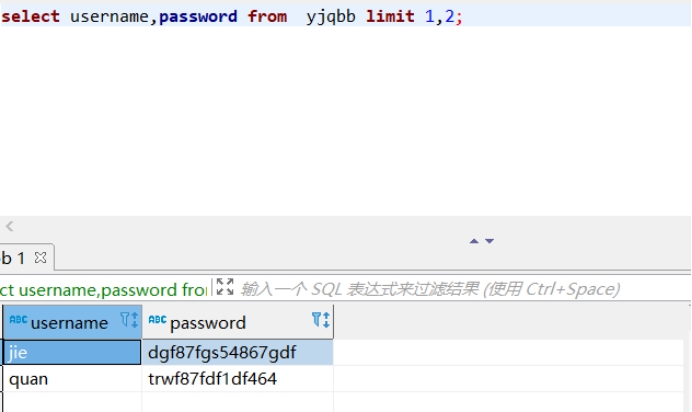 select username,password from  yjqbb limit 1,2;
b 1
ct username,password fro 输入一个 SQL 表达式来过滤结果 (使用 Ctrl+Space)
ABC username ABC password
jie dgf87fgs54867gdf
quan trwf87fdf1df464